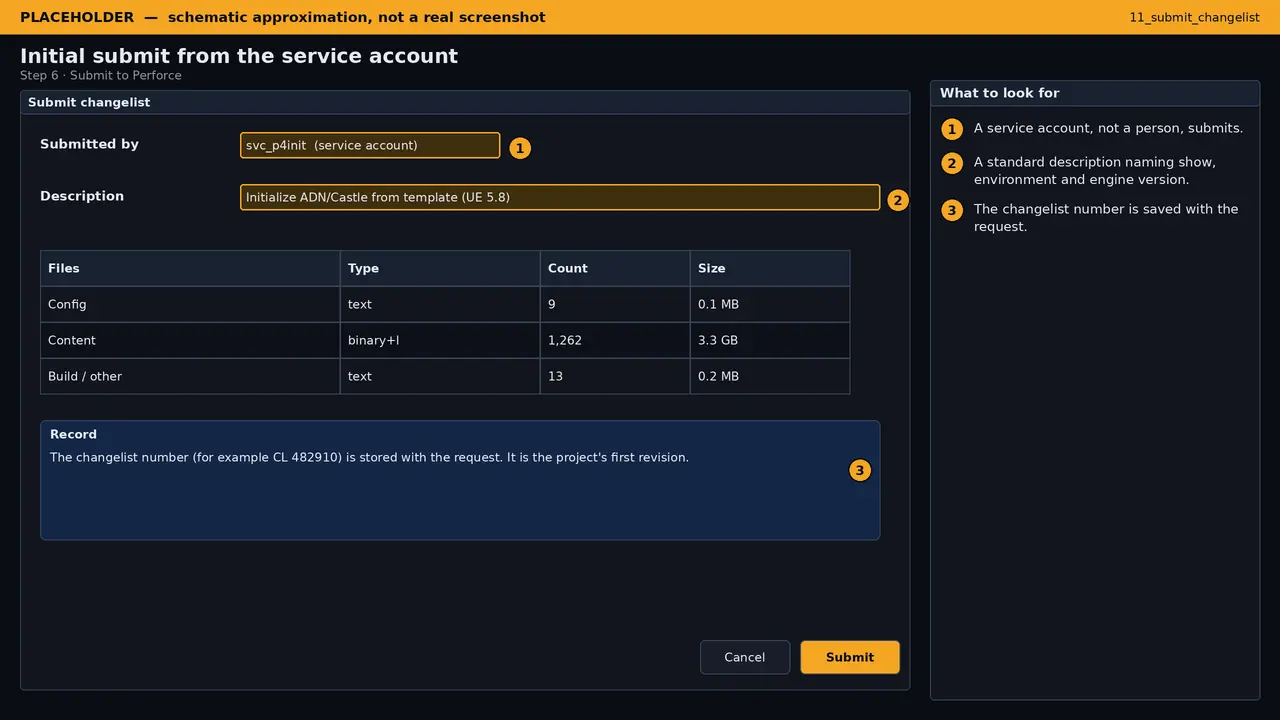 PLACEHOLDER — schematic approximation, not a real screenshot
11_submit_changelist
Initial submit from the service account
Step 6 · Submit to Perforce
Submit changelist
Submitted by
svc_p4init (service account)
1
Description
Initialize ADN/Castle from template (UE 5.8)
2
Files Type Count Size
Config text 9 0.1 MB
Content binary+l 1,262 3.3 GB
Build / other text 13 0.2 MB
Record
The changelist number (for example CL 482910) is stored with the request. It is the project's first revision.
3
Cancel
Submit
What to look for
1 A service account, not a person, submits.
2 A standard description naming show,
environment and engine version.
3 The changelist number is saved with the
request.